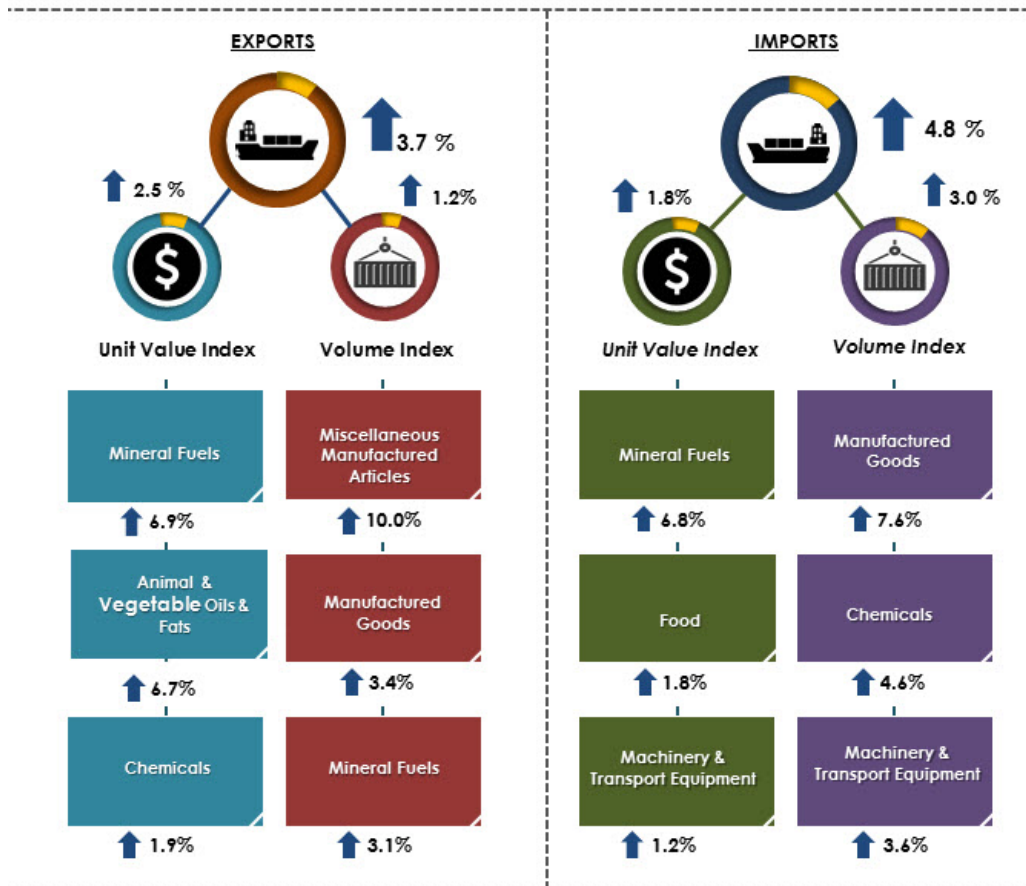 EXPORTS
3.7 %
2.5 %
1.2%
$
Unit Value Index
Volume Index
Mineral Fuels
6.9%
Miscellaneous
Manufactured
Articles
10.0%
Animal &
Vegetable Oils &
Fats
6.7%
Manufactured
Goods
3.4%
Chemicals
1.9%
Mineral Fuels
3.1%
IMPORTS
4.8 %
1.8%
3.0 %
$
Unit Value Index
Volume Index
Mineral Fuels
6.8%
Manufactured
Goods
7.6%
Food
1.8%
Chemicals
4.6%
Machinery &
Transport Equipment
1.2%
Machinery &
Transport Equipment
3.6%